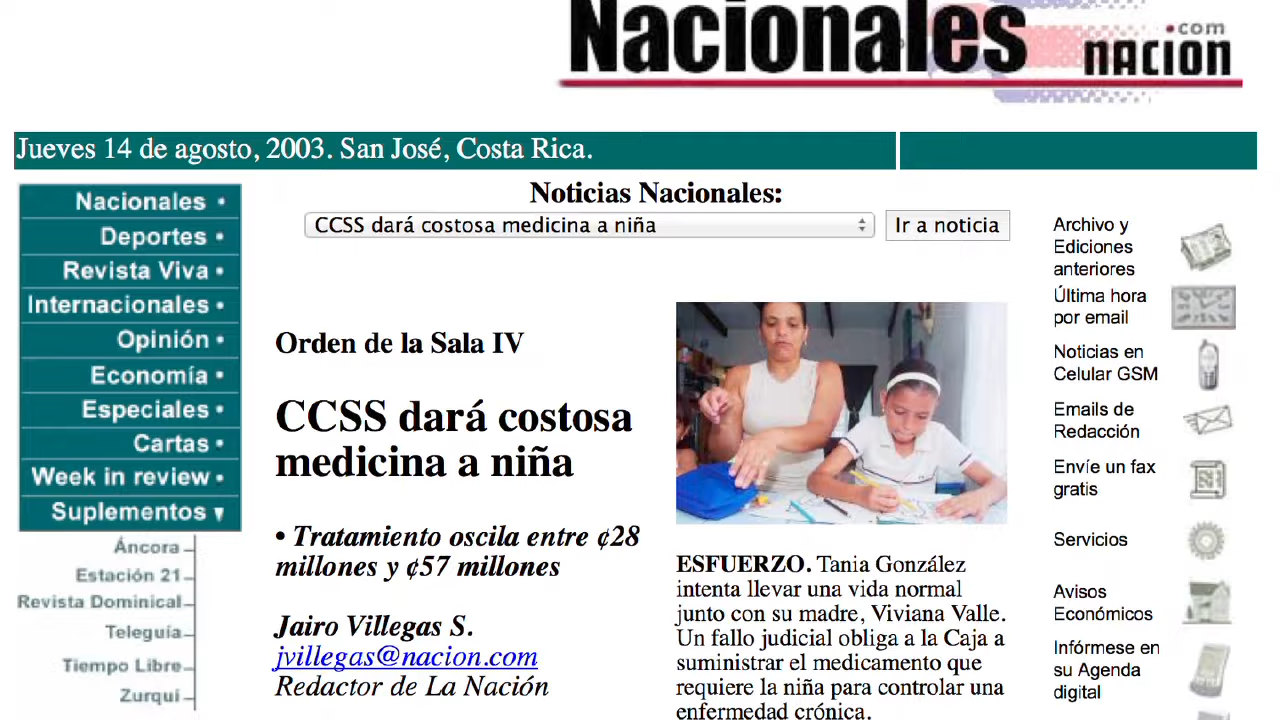 Nacionales
.com
nacion
Jueves 14 de agosto, 2003. San José, Costa Rica.
Nacionales •
Deportes •
Revista Viva •
Internacionales •
Opinión •
Economía •
Especiales •
Cartas •
Week in review •
Suplementos
Áncora
Estación 21
Revista Dominical
Teleguía
Tiempo Libre
Zurquí
Noticias Nacionales:
CCSS dará costosa medicina a niña
Ir a noticia
Orden de la Sala IV
CCSS dará costosa
medicina a niña
• Tratamiento oscila entre ¢28
millones y ¢57 millones
Jairo Villegas S.
jvillegas@nacion.com
Redactor de La Nación
ESFUERZO. Tania González
intenta llevar una vida normal
junto con su madre, Viviana Valle.
Un fallo judicial obliga a la Caja a
suministrar el medicamento que
requiere la niña para controlar una
enfermedad crónica.
Archivo y
Ediciones
anteriores
Última hora
por email
Noticias en
Celular GSM
Emails de
Redacción
Envíe un fax
gratis
Servicios
Avisos
Económicos
Infórmese en
su Agenda
digital